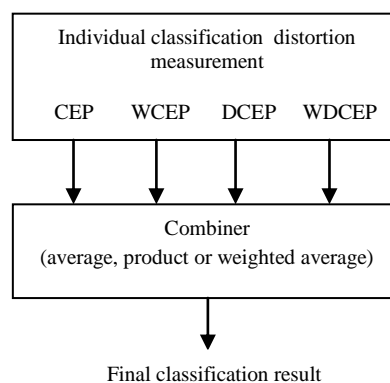 Individual classification distortion
measurement
CEP WCEP DCEP WDCEP
Combiner
(average, product or weighted average)
Final classification result